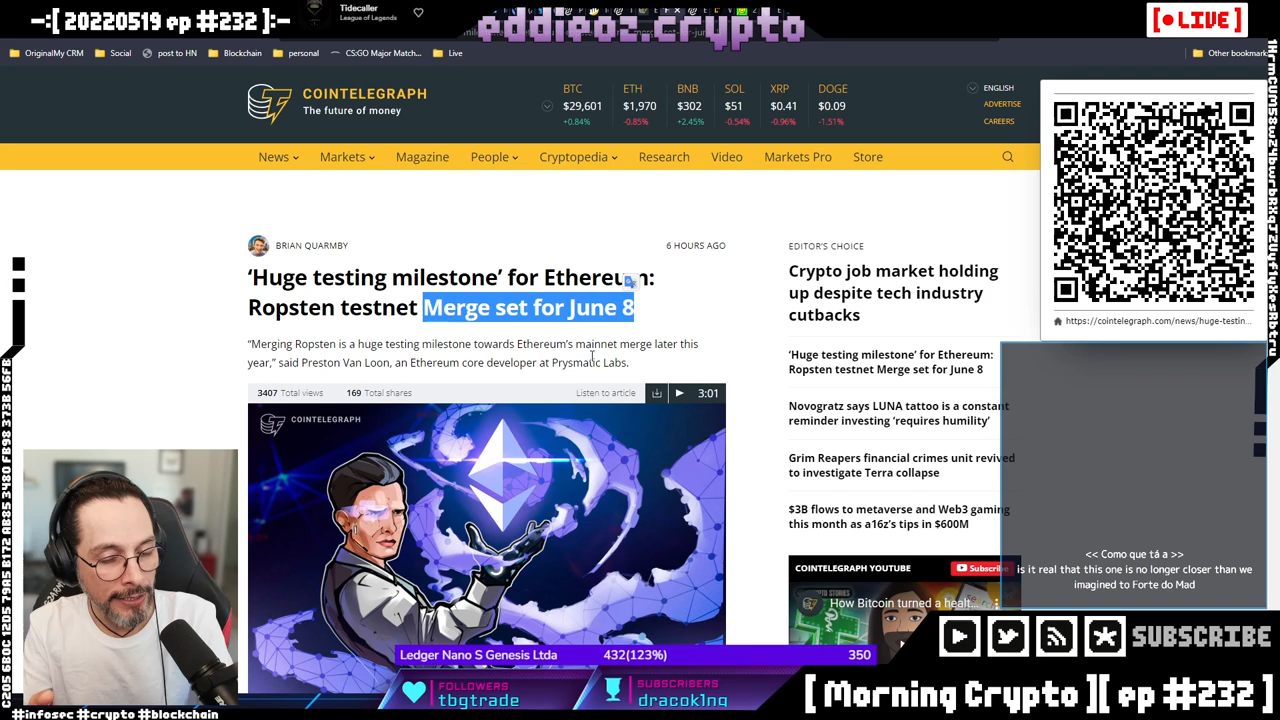 -:[ 20220519 ep #232 ]:-
Tidecaller
League of Legends
eddieoz.crypto
[● LIVE]
OriginalMy CRM
Social
post to HN
Blockchain
personal
CS:GO Major Match...
Live
Other bookmark
COINTELEGRAPH
The future of money
BTC
$29,601
+0.84%
ETH
$1,970
-0.85%
BNB
$302
+2.45%
SOL
$51
-0.54%
XRP
$0.41
-0.96%
DOGE
$0.09
-1.51%
ENGLISH
ADVERTISE
CAREERS
News
Markets
Magazine
People
Cryptopedia
Research
Video
Markets Pro
Store
BRIAN QUARMBY
6 HOURS AGO
‘Huge testing milestone’ for Ethereum:
Ropsten testnet Merge set for June 8
“Merging Ropsten is a huge testing milestone towards Ethereum’s mainnet merge later this
year,” said Preston Van Loon, an Ethereum core developer at Prysmatic Labs.
3407 Total views
169 Total shares
Listen to article
3:01
COINTELEGRAPH
EDITOR’S CHOICE
Crypto job market holding
up despite tech industry
cutbacks
‘Huge testing milestone’ for Ethereum:
Ropsten testnet Merge set for June 8
Novogratz says LUNA tattoo is a constant
reminder investing ‘requires humility’
Grim Reapers financial crimes unit revived
to investigate Terra collapse
$3B flows to metaverse and Web3 gaming
this month as a16z’s tips in $600M
COINTELEGRAPH YOUTUBE
Subscribe
How Bitcoin turned a healt...
https://cointelegraph.com/news/huge-testin...
<< Como que tá a >>
is it real that this one is no longer closer than we
imagined to Forte do Mad
Ledger Nano S Genesis Ltda
432(123%)
350
FOLLOWERS
tbgtrade
SUBSCRIBERS
dracok1ng
SUBSCRIBE
[ Morning Crypto ][ ep #232 ]
#infosec #crypto #blockchain